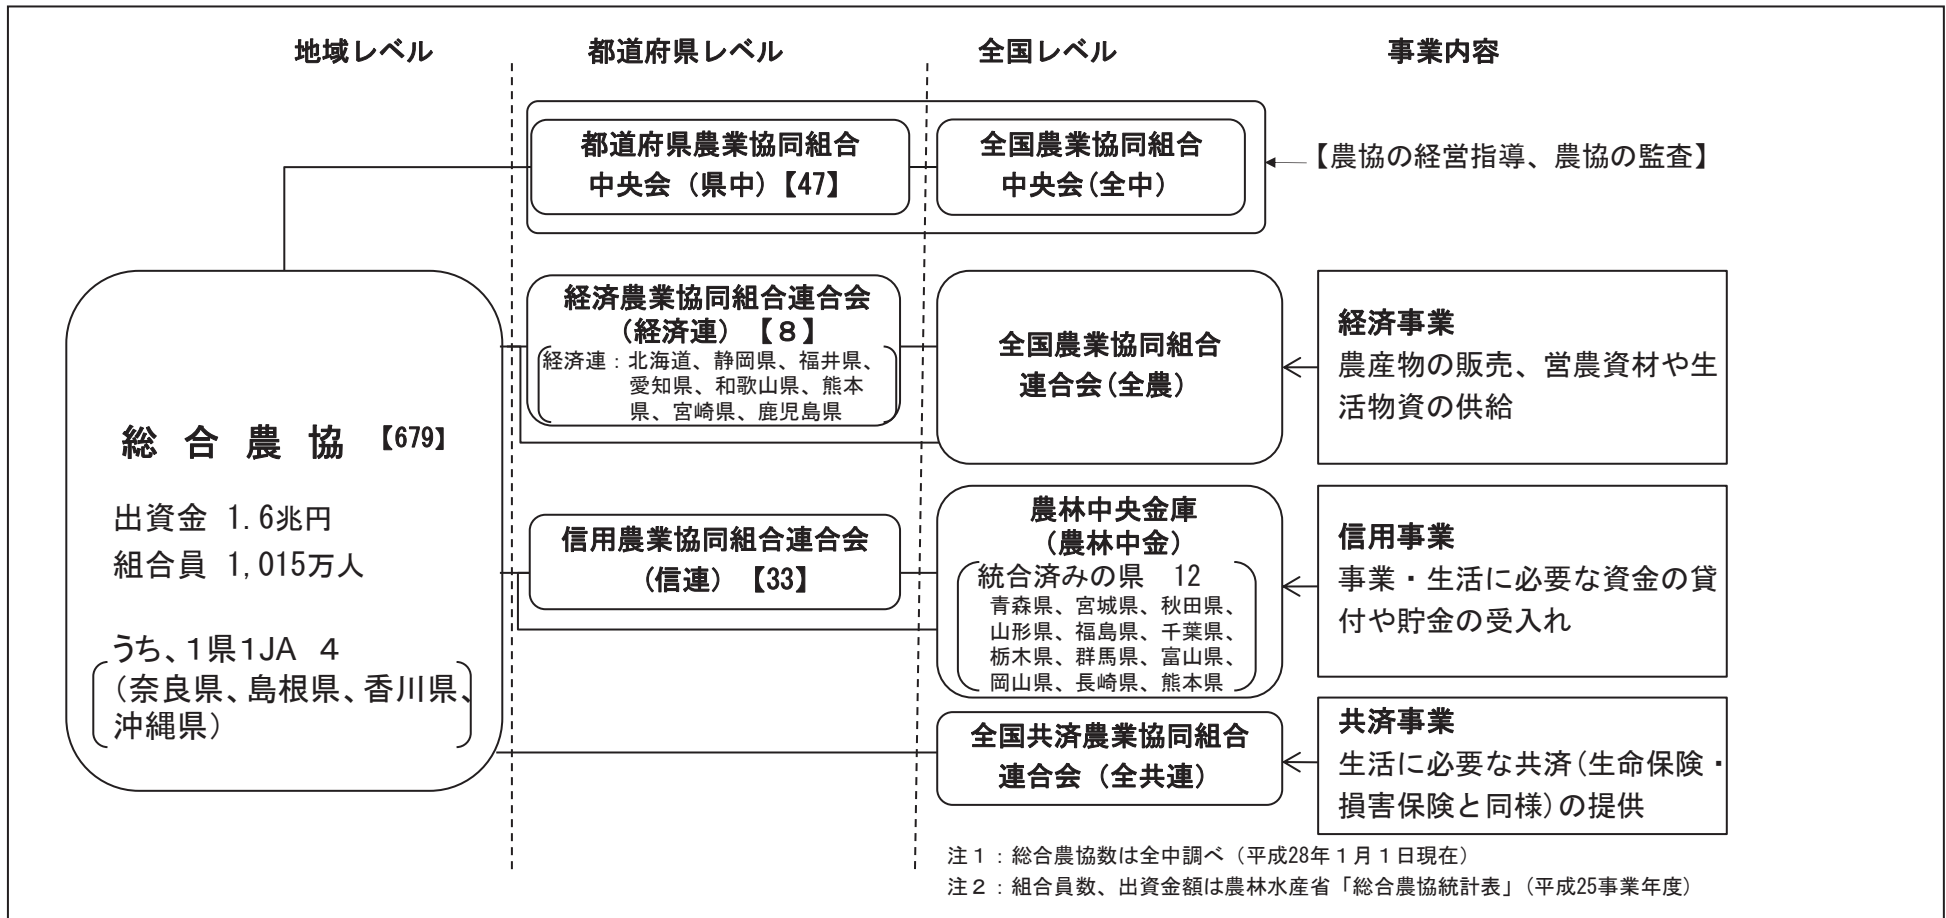 地域レベル
都道府県レベル
全国レベル
事業内容
都道府県農業協同組合
中央会（県中）【47】
全国農業協同組合
中央会(全中)
【農協の経営指導、農協の監査】
総合農協【679】
出資金 1.6兆円
組合員 1,015万人
うち、１県１JA ４
（奈良県、島根県、香川県、
沖縄県）
経済農業協同組合連合会
（経済連）【８】
経済連：北海道、静岡県、福井県、
愛知県、和歌山県、熊本
県、宮崎県、鹿児島県
全国農業協同組合
連合会(全農)
経済事業
農産物の販売、営農資材や生
活物資の供給
信用農業協同組合連合会
（信連）【33】
農林中央金庫
（農林中金）
統合済みの県 12
青森県、宮城県、秋田県、
山形県、福島県、千葉県、
栃木県、群馬県、富山県、
岡山県、長崎県、熊本県
信用事業
事業・生活に必要な資金の貸
付や貯金の受入れ
全国共済農業協同組合
連合会（全共連）
共済事業
生活に必要な共済(生命保険・
損害保険と同様)の提供
注１：総合農協数は全中調べ（平成28年１月１日現在）
注２：組合員数、出資金額は農林水産省「総合農協統計表」（平成25事業年度）